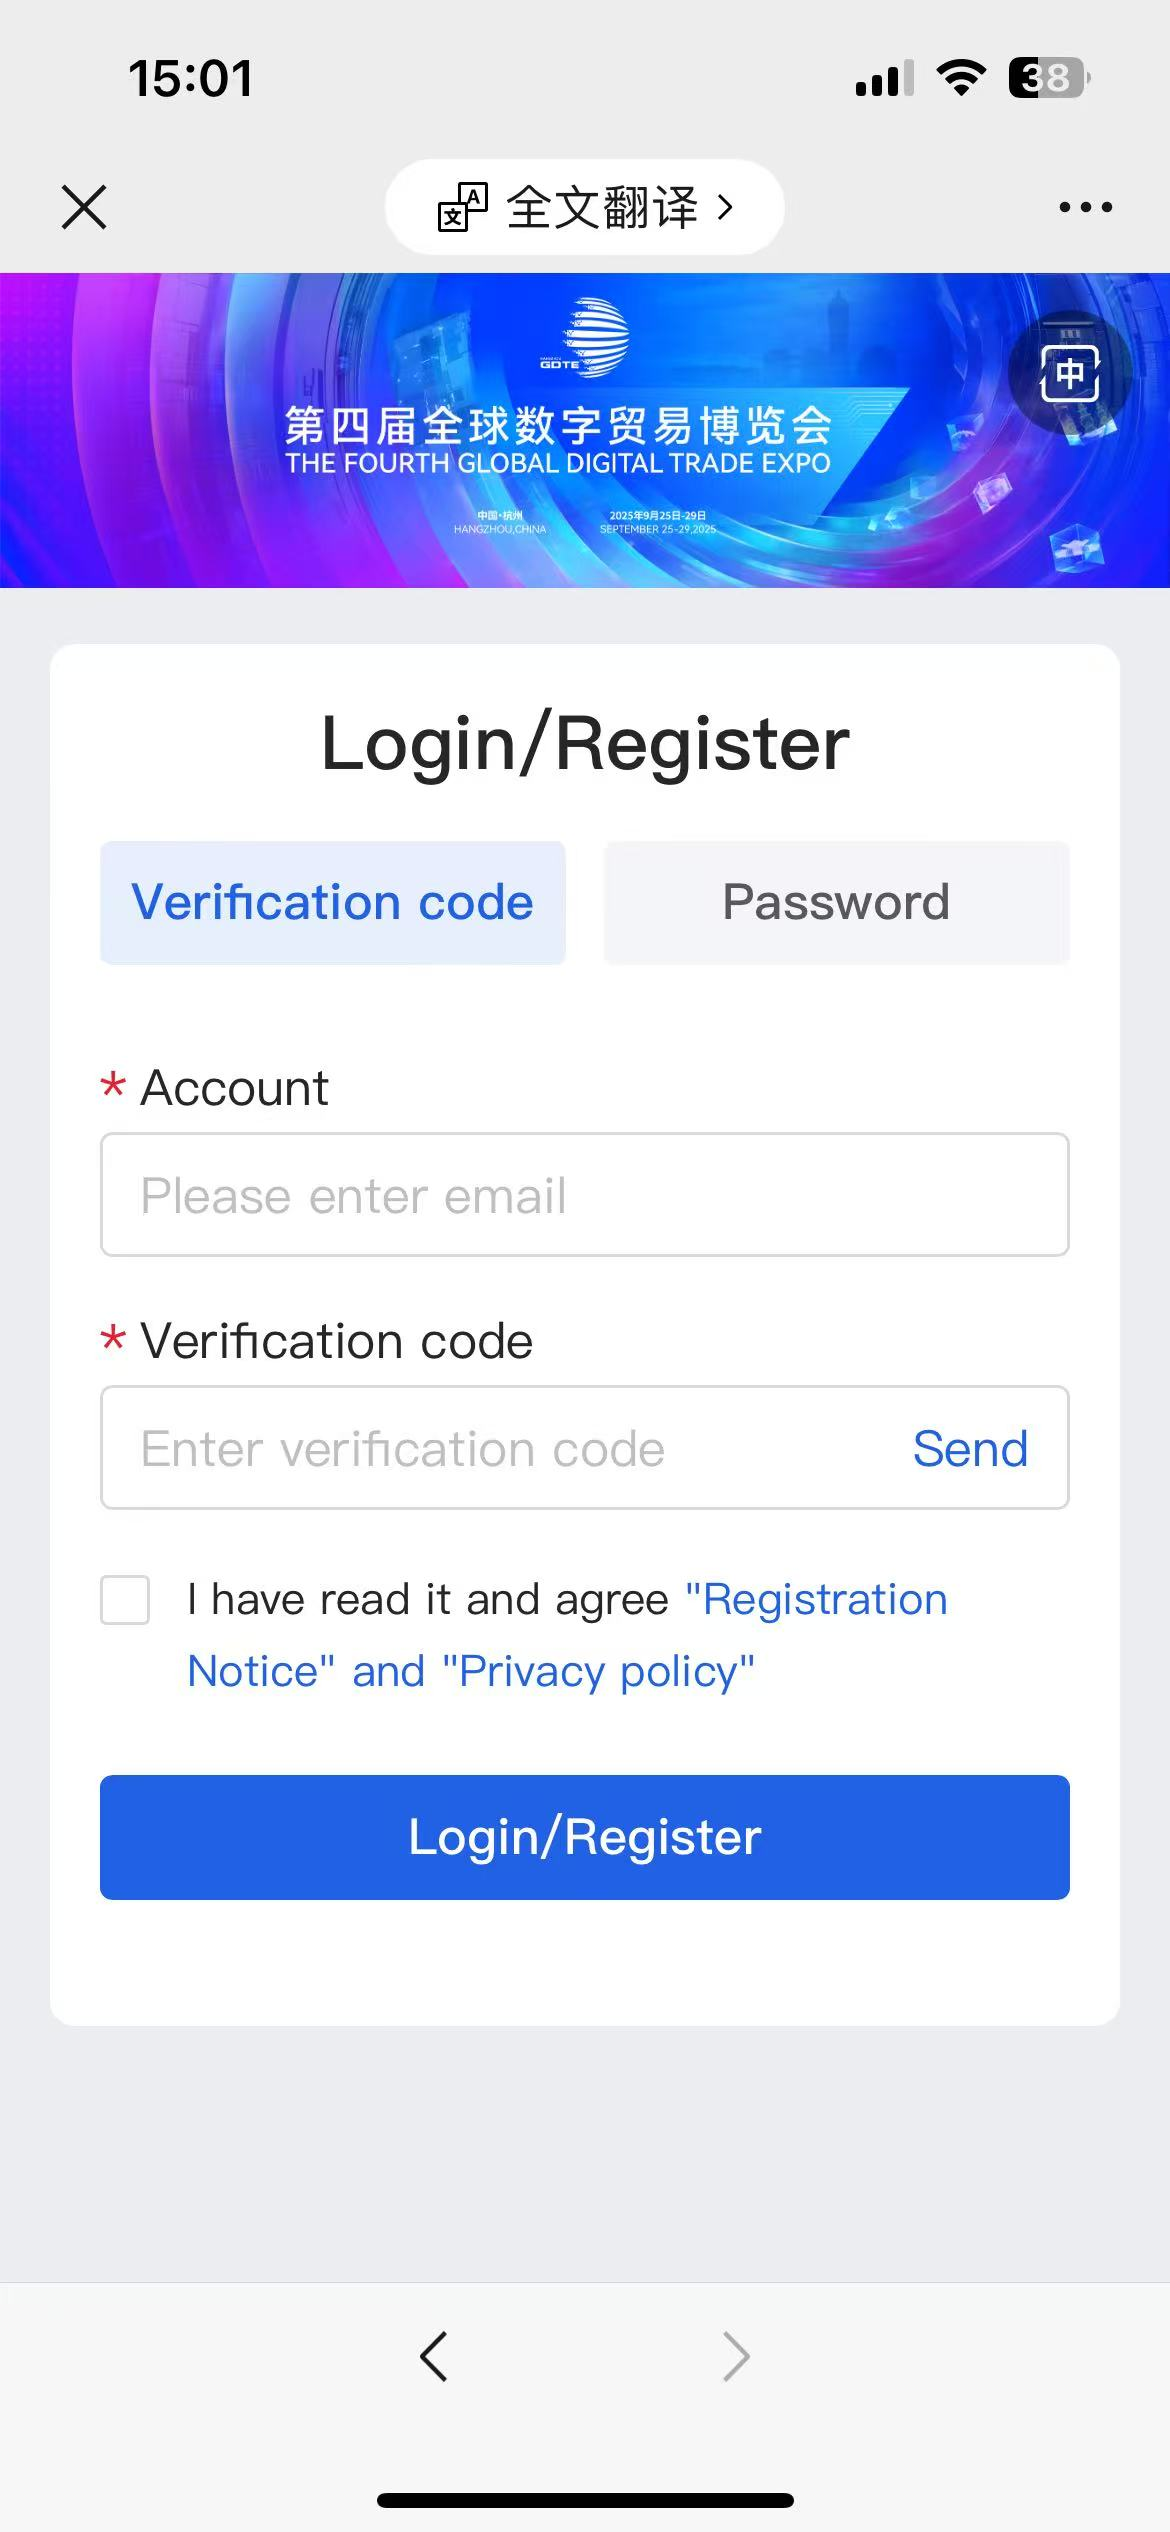 15:01
38
文A 全文翻译
HANGZHOU
GDTE
中
第四届全球数字贸易博览会
THE FOURTH GLOBAL DIGITAL TRADE EXPO
中国·杭州 2025年9月25日-29日
HANGZHOU,CHINA SEPTEMBER 25-29,2025
Login/Register
Verification code Password
* Account
Please enter email
* Verification code
Enter verification code Send
I have read it and agree "Registration
Notice" and "Privacy policy"
Login/Register